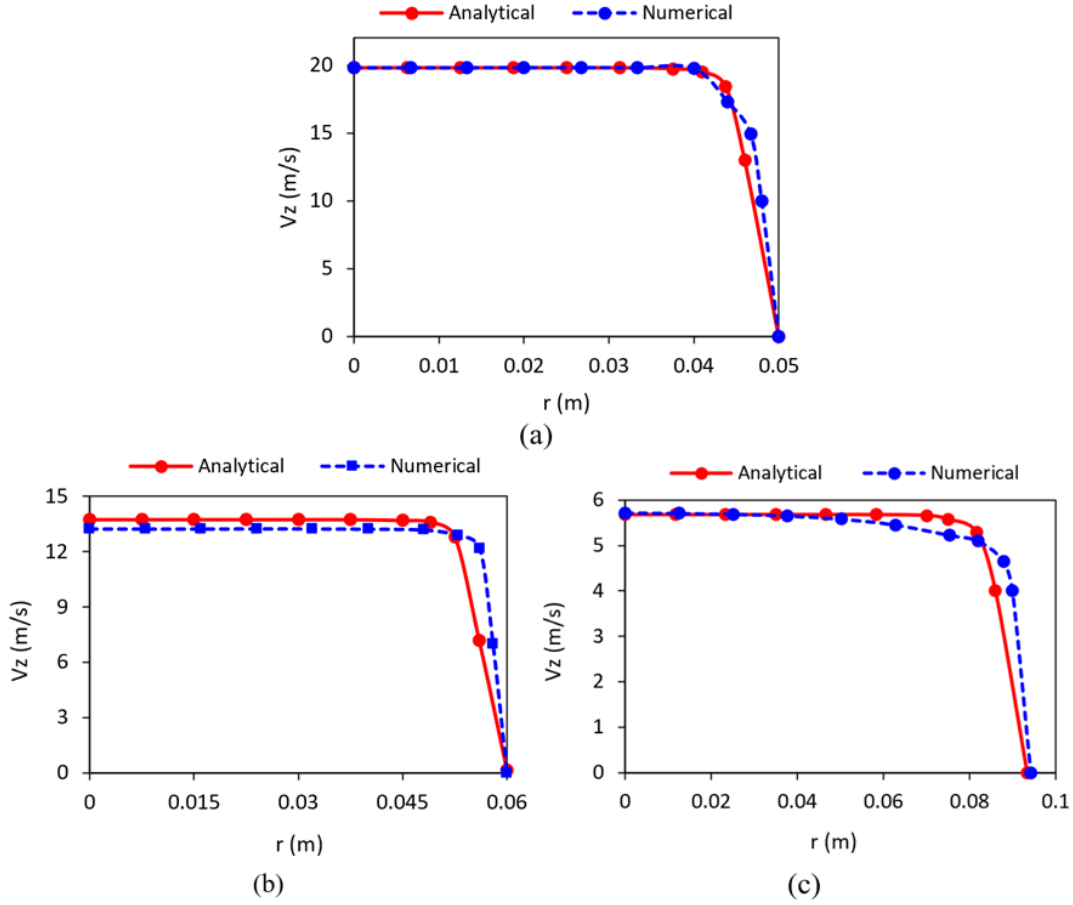 Analytical Numerical
20
15
10
5
0
Vz (m/s)
0 0.01 0.02 0.03 0.04 0.05
r (m)
(a)
Analytical Numerical
15
12
9
6
3
0
Vz (m/s)
0 0.015 0.03 0.045 0.06
r (m)
(b)
Analytical Numerical
6
5
4
3
2
1
0
Vz (m/s)
0 0.02 0.04 0.06 0.08 0.1
r (m)
(c)